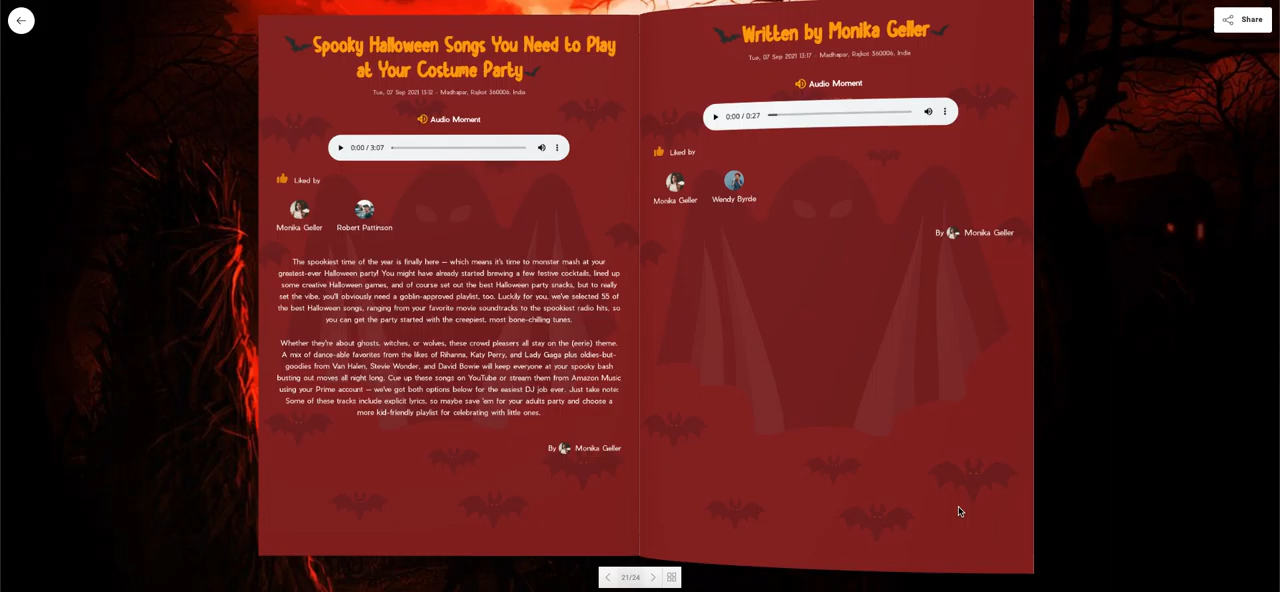 Share
Spooky Halloween Songs You Need to Play
at Your Costume Party
Tue, 07 Sep 2021 13:12 - Madhapar, Rajkot 360006, India
Audio Moment
0:00 / 3:07
Liked by
Monika Geller
Robert Pattinson
The spookiest time of the year is finally here — which means it's time to monster mash at your
greatest-ever Halloween party! You might have already started brewing a few festive cocktails, lined up
some creative Halloween games, and of course set out the best Halloween party snacks, but to really
set the vibe, you'll obviously need a goblin-approved playlist, too. Luckily for you, we've selected 55 of
the best Halloween songs, ranging from your favorite movie soundtracks to the spookiest radio hits, so
you can get the party started with the creepiest, most bone-chilling tunes.
Whether they're about ghosts, witches, or wolves, these crowd pleasers all stay on the (eerie) theme.
A mix of dance-able favorites from the likes of Rihanna, Katy Perry, and Lady Gaga plus oldies-but-
goodies from Van Halen, Stevie Wonder, and David Bowie will keep everyone at your spooky bash
busting out moves all night long. Cue up these songs on YouTube or stream them from Amazon Music
using your Prime account — we've got both options below for the easiest DJ job ever. Just take note:
Some of these tracks include explicit lyrics, so maybe save 'em for your adults party and choose a
more kid-friendly playlist for celebrating with little ones.
By Monika Geller
Written by Monika Geller
Tue, 07 Sep 2021 13:17 - Madhapar, Rajkot 360006, India
Audio Moment
0:00 / 0:27
Liked by
Monika Geller
Wendy Byrde
By Monika Geller
21/24